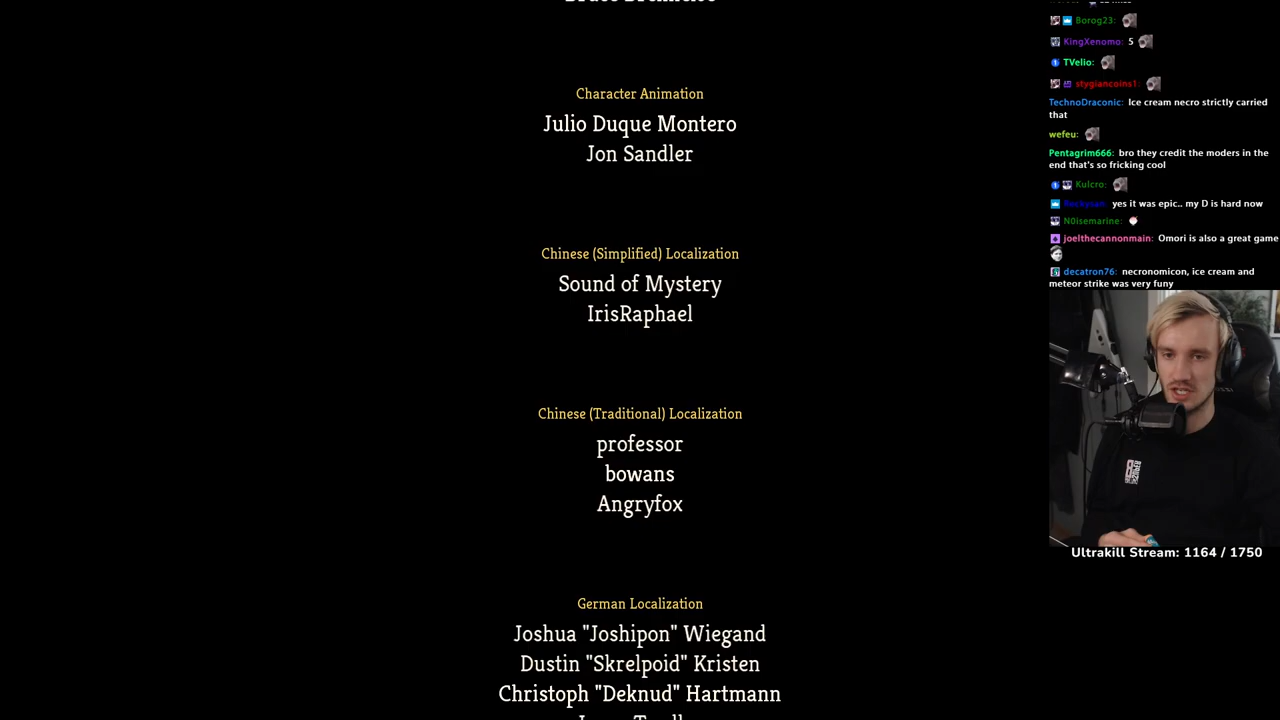 Character Animation
Julio Duque Montero
Jon Sandler
Chinese (Simplified) Localization
Sound of Mystery
IrisRaphael
Chinese (Traditional) Localization
professor
bowans
Angryfox
German Localization
Joshua "Joshipon" Wiegand
Dustin "Skrelpoid" Kristen
Christoph "Deknud" Hartmann
Borog23:
KingXenomo: 5
TVelio:
stygiancoins1:
TechnoDraconic: Ice cream necro strictly carried
that
wefeu:
Pentagrim666: bro they credit the moders in the
end that's so fricking cool
Kulcro:
yes it was epic.. my D is hard now
N0isemarine:
joelthecannonmain: Omori is also a great game
decatron76: necronomicon, ice cream and
meteor strike was very funy
Ultrakill Stream: 1164 / 1750